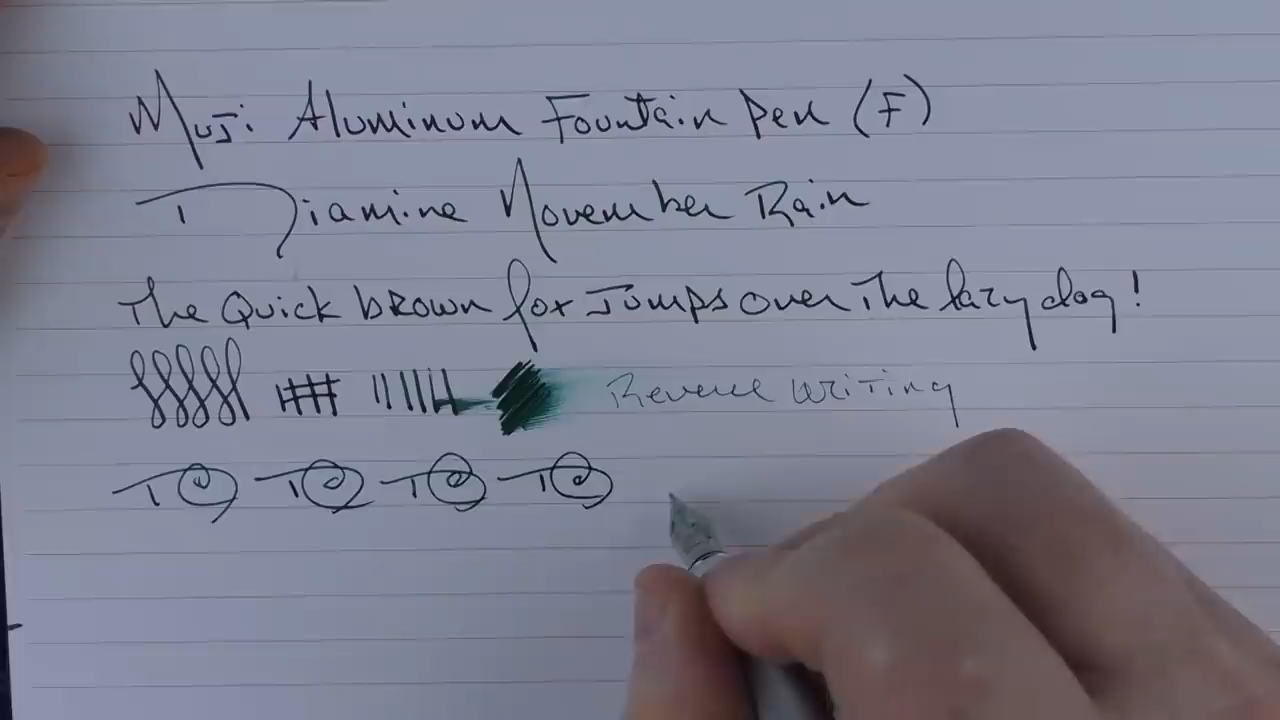 Muji Aluminum Fountain Pen (F)
Diamine November Rain
The Quick brown fox Jumps over The lazy dog!
Reverse Writing